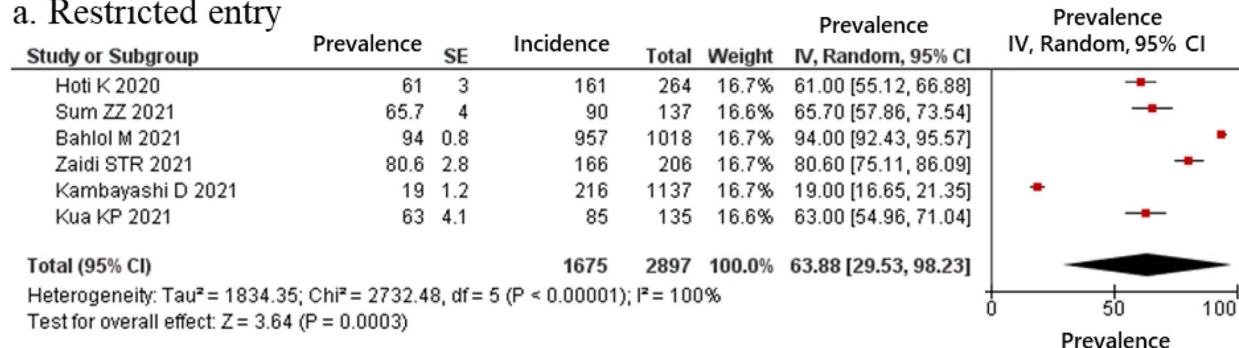 a. Restricted entry
Prevalence Prevalence
Study or Subgroup Prevalence SE Incidence Total Weight IV, Random, 95% CI IV, Random, 95% CI
Hoti K 2020 61 3 161 264 16.7% 61.00 [55.12, 66.88]
Sum ZZ 2021 65.7 4 90 137 16.6% 65.70 [57.86, 73.54]
Bahlol M 2021 94 0.8 957 1018 16.7% 94.00 [92.43, 95.57]
Zaidi STR 2021 80.6 2.8 166 206 16.7% 80.60 [75.11, 86.09]
Kambayashi D 2021 19 1.2 216 1137 16.7% 19.00 [16.65, 21.35]
Kua KP 2021 63 4.1 85 135 16.6% 63.00 [54.96, 71.04]
Total (95% CI) 1675 2897 100.0% 63.88 [29.53, 98.23]
Heterogeneity: Tau² = 1834.35; Chi² = 2732.48, df = 5 (P < 0.00001); I² = 100%
Test for overall effect: Z = 3.64 (P = 0.0003)
0 50 100
Prevalence